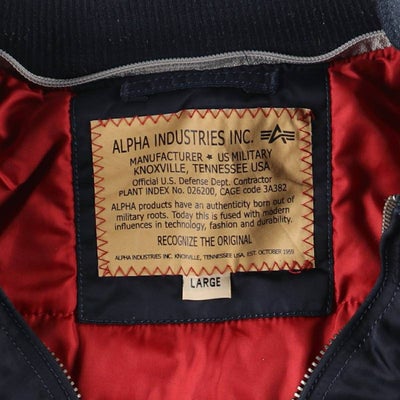 ALPHA INDUSTRIES INC.
MANUFACTURER ★ US MILITARY
KNOXVILLE, TENNESSEE USA
Official U.S. Defense Dept. Contractor
PLANT INDEX No. 026200, CAGE code 3A382
ALPHA products have an authenticity born out of
military roots. Today this is fused with modern
influences in technology, fashion and durability.
RECOGNIZE THE ORIGINAL
ALPHA INDUSTRIES INC. KNOXVILLE, TENNESSEE USA, EST. OCTOBER 1959
LARGE